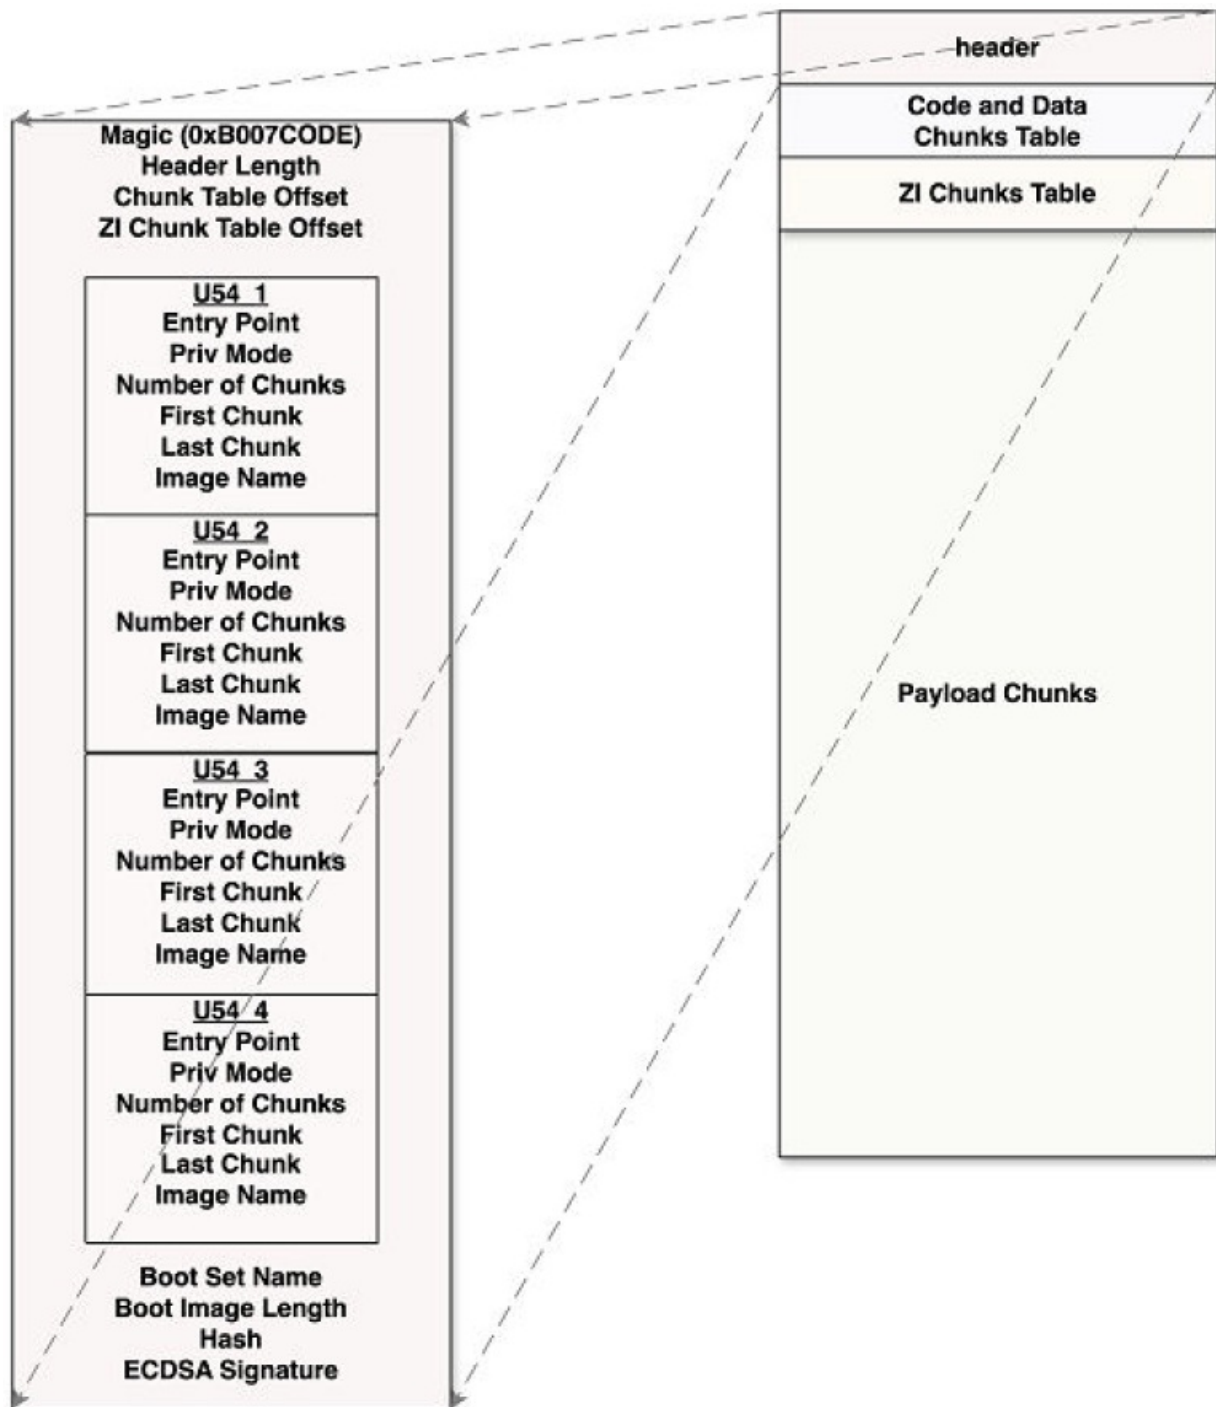 header
Code and Data
Chunks Table
ZI Chunks Table
Payload Chunks
Magic (0xB007CODE)
Header Length
Chunk Table Offset
ZI Chunk Table Offset
U54_1
Entry Point
Priv Mode
Number of Chunks
First Chunk
Last Chunk
Image Name
U54_2
Entry Point
Priv Mode
Number of Chunks
First Chunk
Last Chunk
Image Name
U54_3
Entry Point
Priv Mode
Number of Chunks
First Chunk
Last Chunk
Image Name
U54_4
Entry Point
Priv Mode
Number of Chunks
First Chunk
Last Chunk
Image Name
Boot Set Name
Boot Image Length
Hash
ECDSA Signature